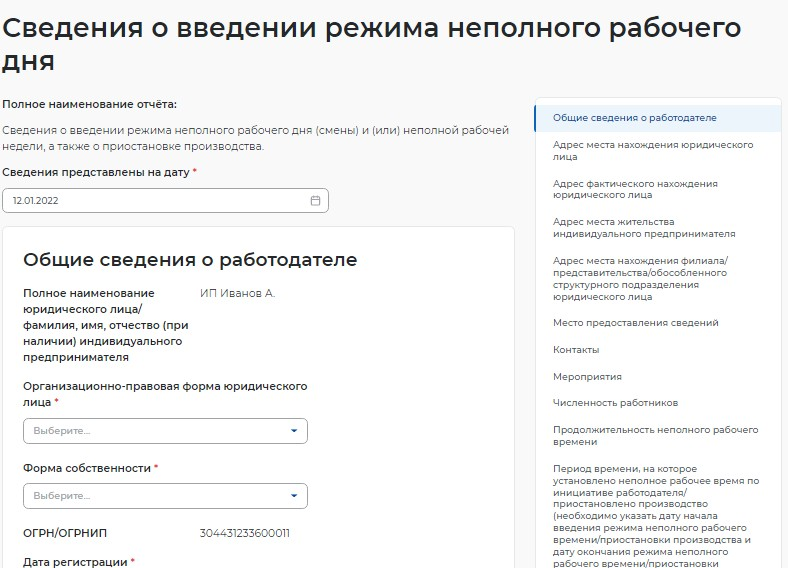 Сведения о введении режима неполного рабочего
дня
Полное наименование отчёта:
Сведения о введении режима неполного рабочего дня (смены) и (или) неполной рабочей
недели, а также о приостановке производства.
Сведения представлены на дату *
12.01.2022
Общие сведения о работодателе
Полное наименование
юридического лица/
фамилия, имя, отчество (при
наличии) индивидуального
предпринимателя
ИП Иванов А.
Организационно-правовая форма юридического
лица *
Выберите...
Форма собственности *
Выберите...
ОГРН/ОГРНИП
304431233600011
Дата регистрации *
Общие сведения о работодателе
Адрес места нахождения юридического
лица
Адрес фактического нахождения
юридического лица
Адрес места жительства
индивидуального предпринимателя
Адрес места нахождения филиала/
представительства/обособленного
структурного подразделения
юридического лица
Место предоставления сведений
Контакты
Мероприятия
Численность работников
Продолжительность неполного рабочего
времени
Период времени, на которое
установлено неполное рабочее время по
инициативе работодателя/
приостановлено производство
(необходимо указать дату начала
введения режима неполного рабочего
времени/приостановки производства и
дату окончания режима неполного
рабочего времени/приостановки